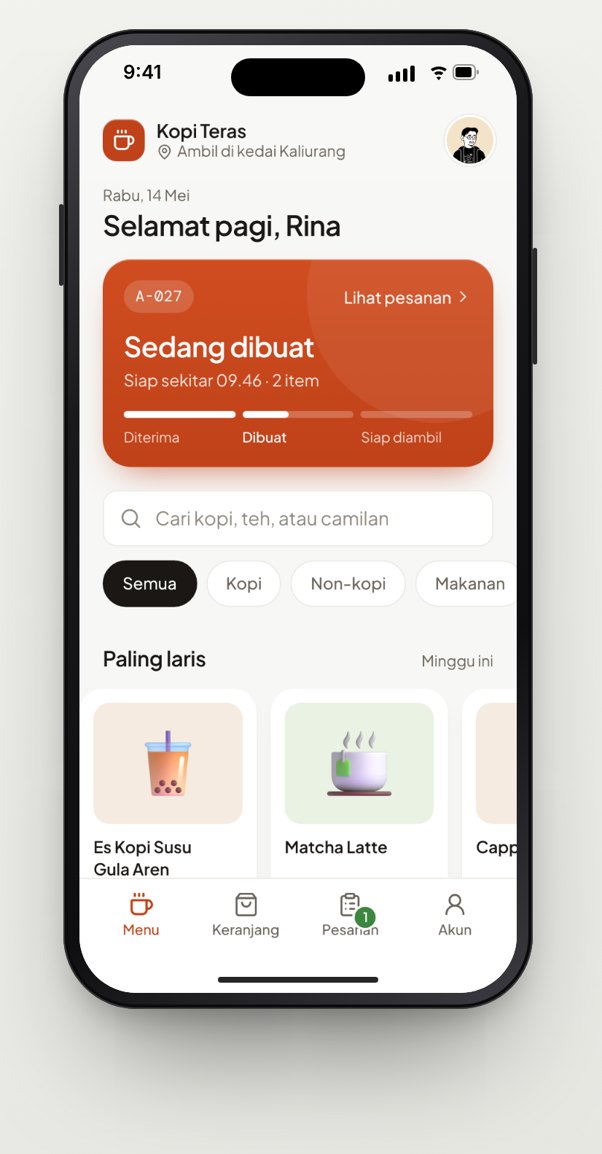 9:41
Kopi Teras
Ambil di kedai Kaliurang
Rabu, 14 Mei
Selamat pagi, Rina
A-027
Lihat pesanan
Sedang dibuat
Siap sekitar 09.46 · 2 item
Diterima
Dibuat
Siap diambil
Cari kopi, teh, atau camilan
Semua
Kopi
Non-kopi
Makanan
Paling laris
Minggu ini
Es Kopi Susu
Gula Aren
Matcha Latte
Capp
Menu
Keranjang
1
Pesanan
Akun